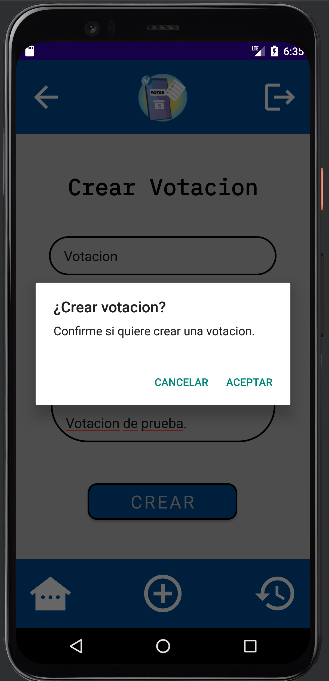 6:35
VOTES
Crear Votacion
Votacion
¿Crear votacion?
Confirme si quiere crear una votacion.
CANCELAR ACEPTAR
Votacion de prueba.
CREAR